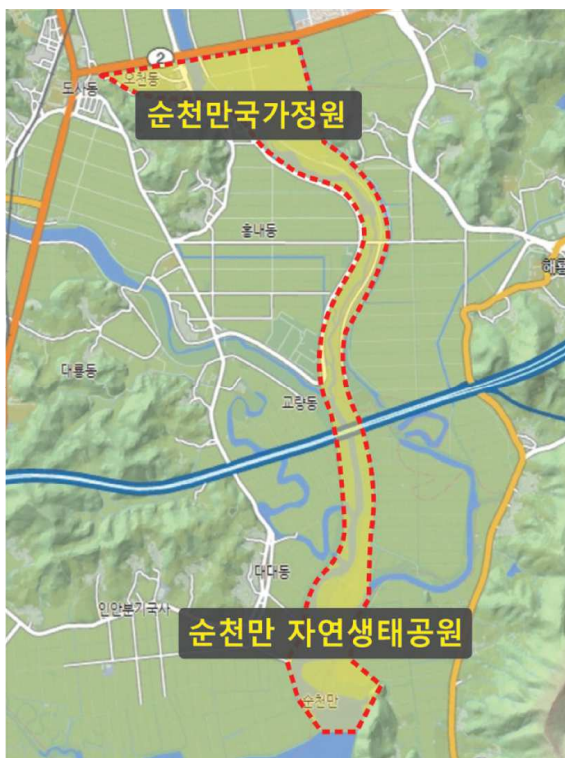 2
오천동
도사동
순천만국가정원
홍내동
해룡
대룡동
교량동
대대동
인안분기국사
순천만 자연생태공원
순천만